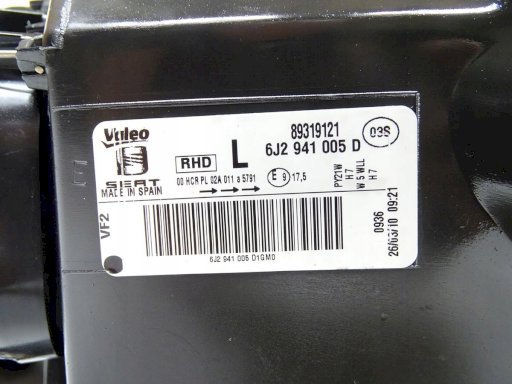 Valeo
SEAT
MADE IN SPAIN
RHD
L
89319121
6J2 941 005 D
03S
00 HCR PL 02A 011 a 5791
E 9 17,5
PY21W
H7
W 5 WLL
H7
VF2
6J2 941 005 D1GM0
0936
26/03/10 09:21